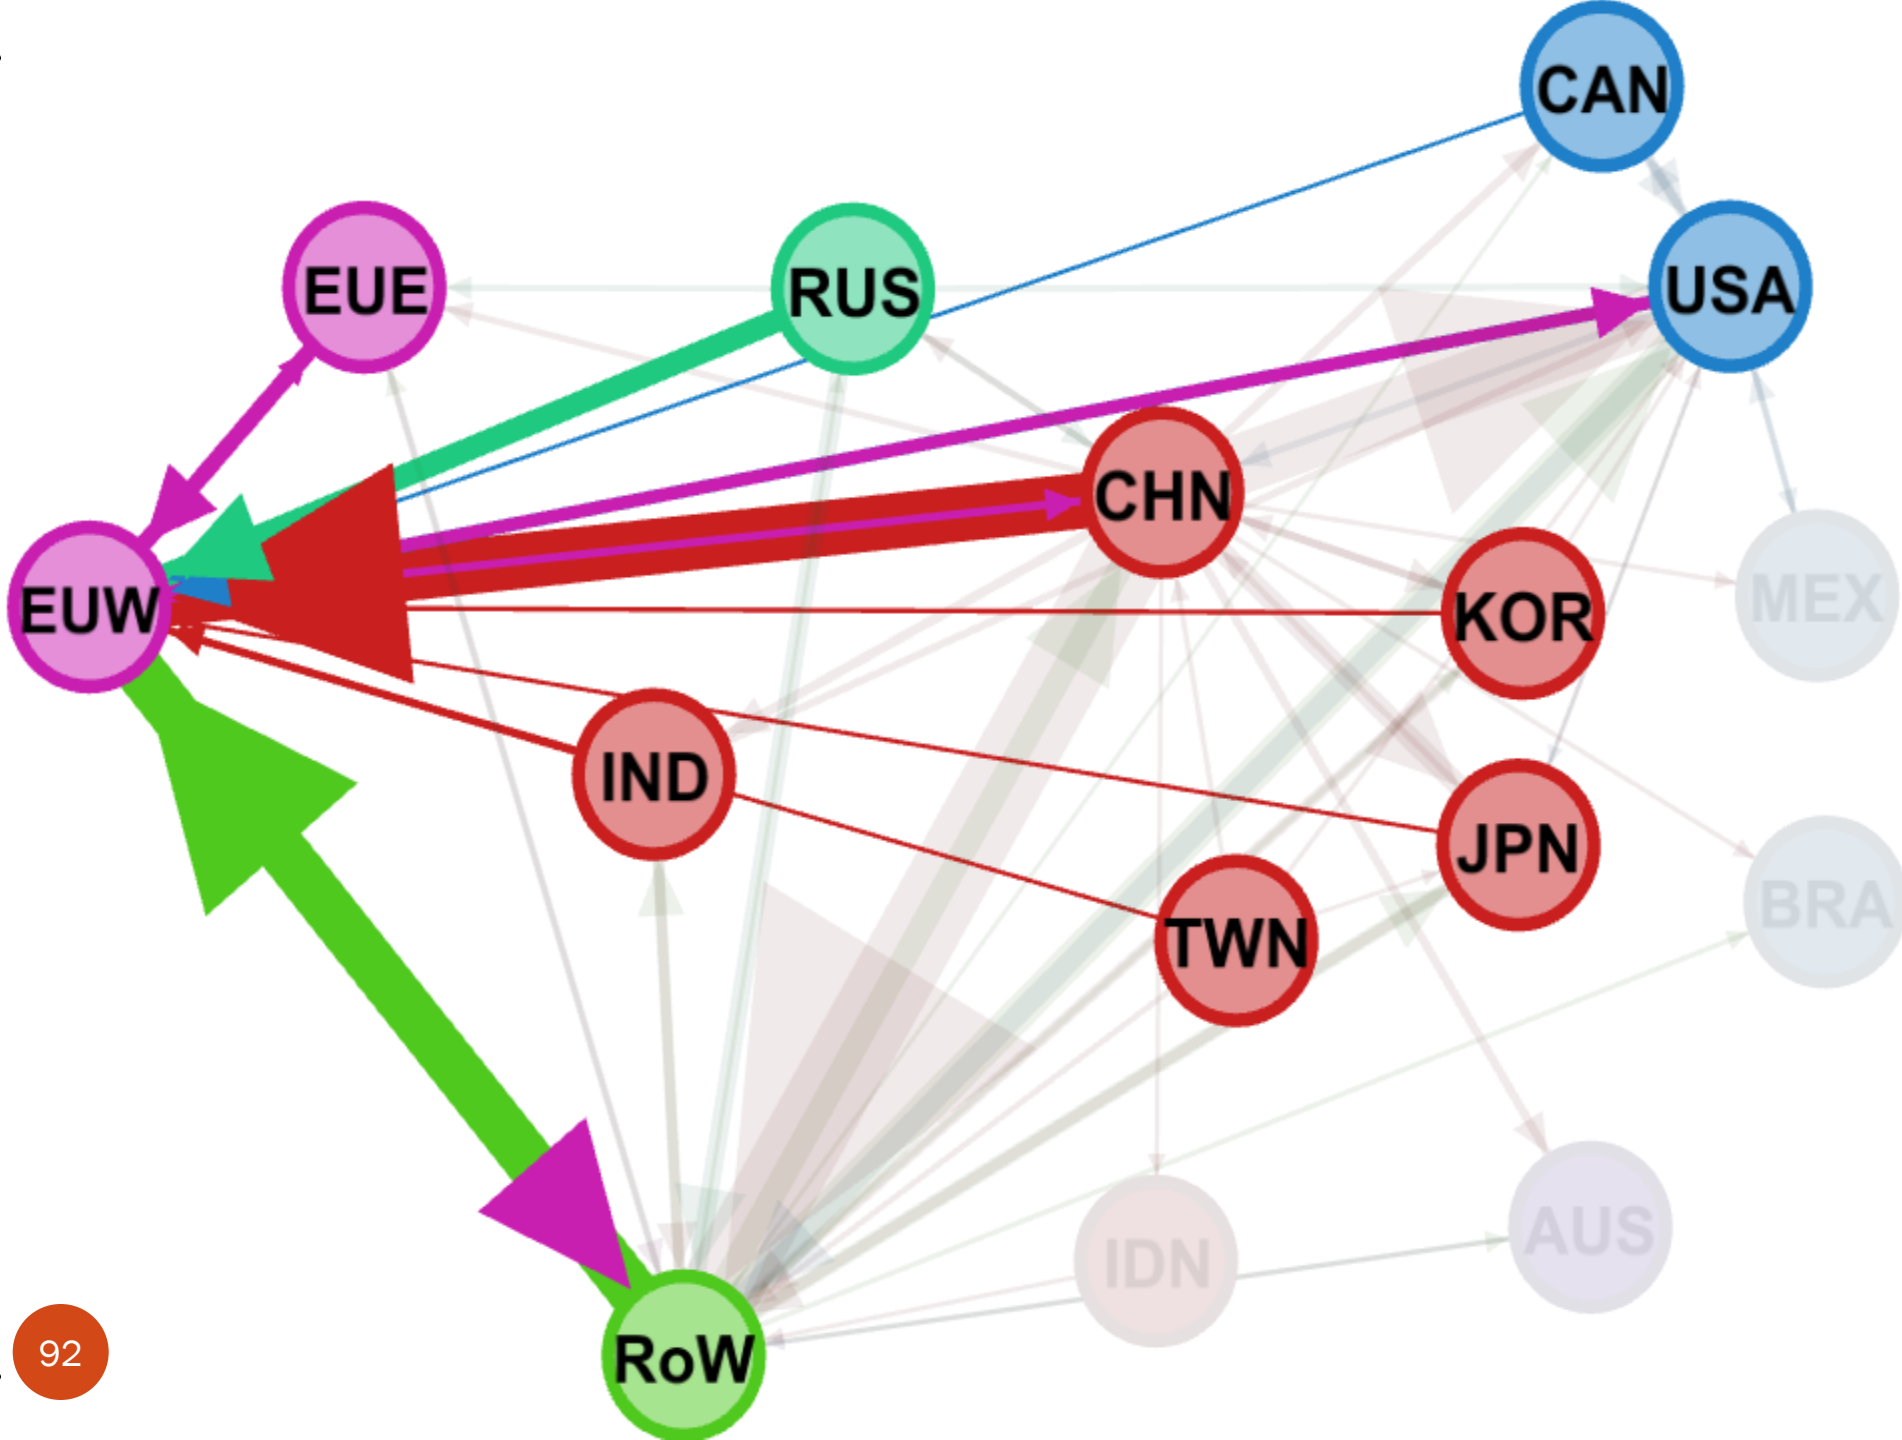 CAN
EUE
RUS
USA
CHN
EUW
KOR
MEX
IND
JPN
BRA
TWN
IDN
AUS
RoW
92